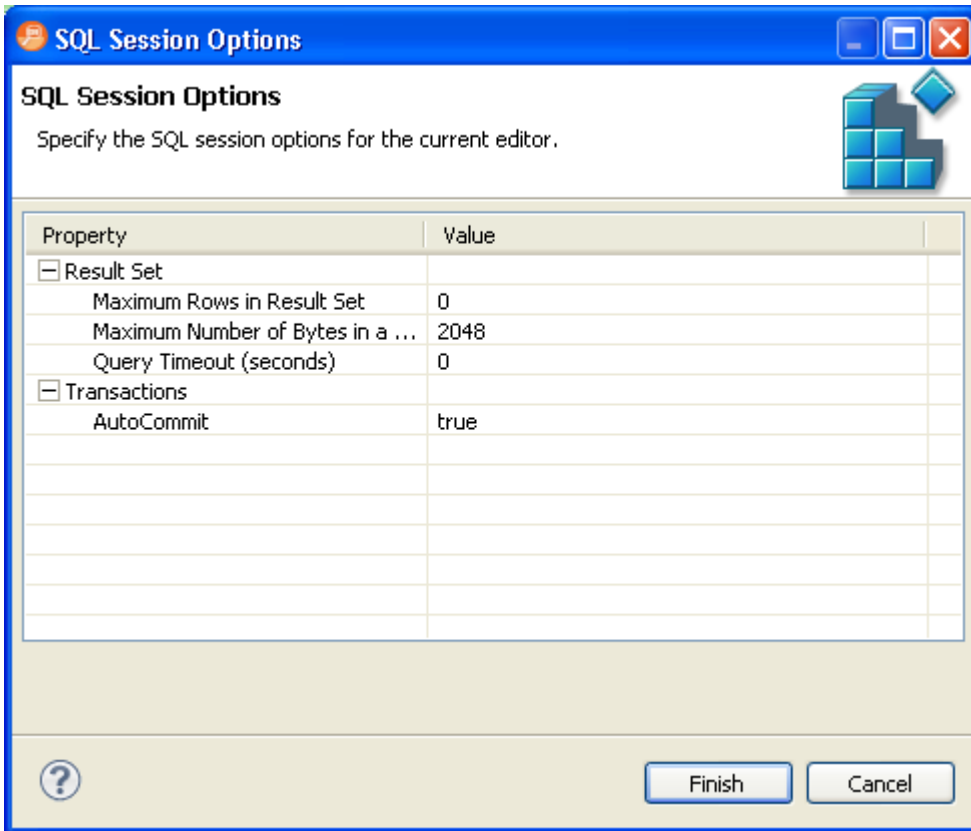 SQL Session Options
SQL Session Options
Specify the SQL session options for the current editor.
Property Value
Result Set
Maximum Rows in Result Set 0
Maximum Number of Bytes in a ... 2048
Query Timeout (seconds) 0
Transactions
AutoCommit true
?
Finish Cancel